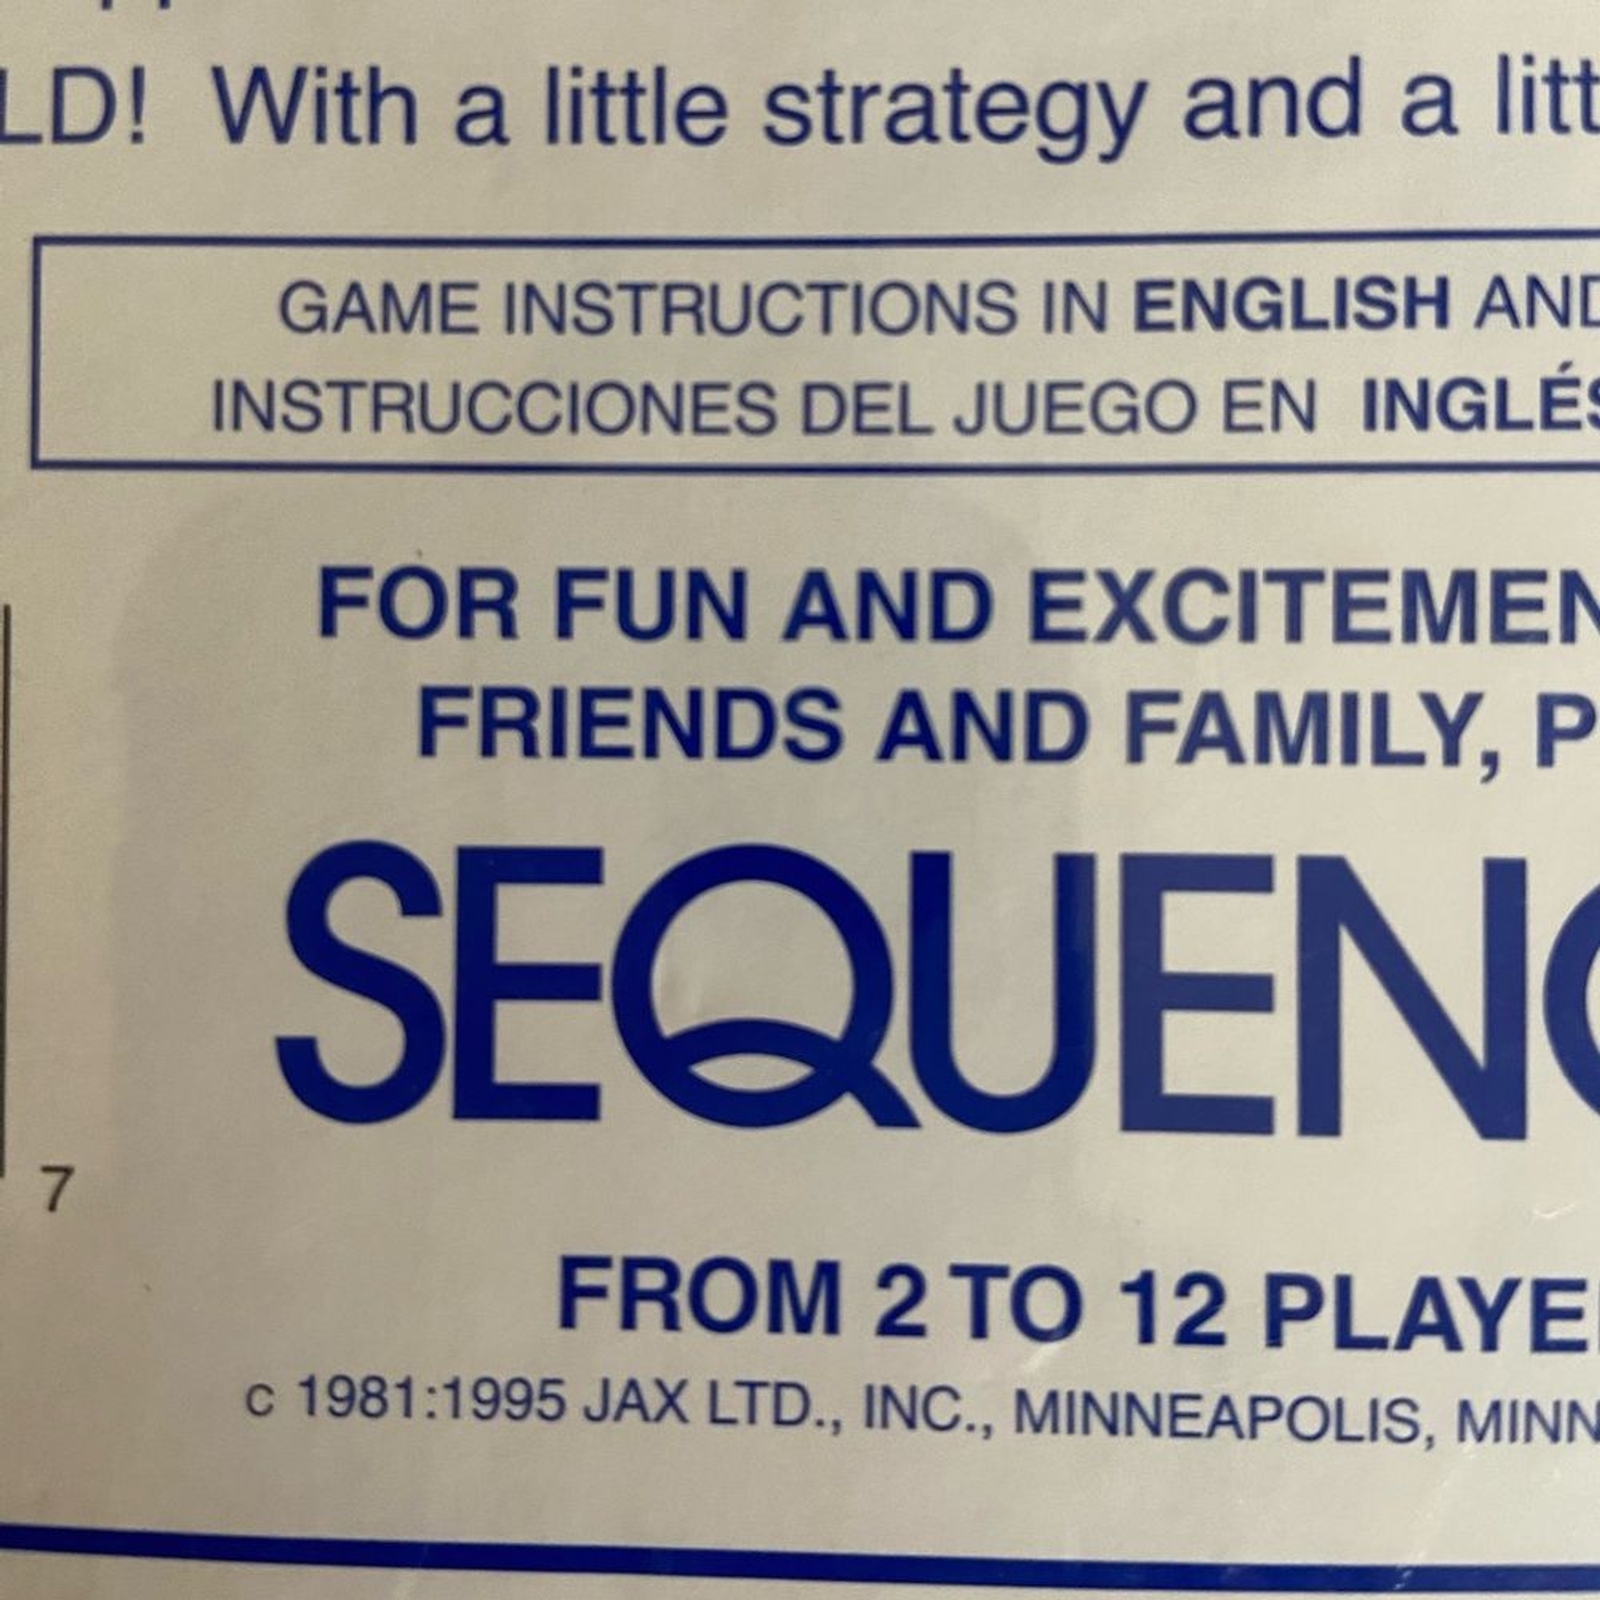 LD! With a little strategy and a litt
GAME INSTRUCTIONS IN ENGLISH AND
INSTRUCCIONES DEL JUEGO EN INGLÉS
FOR FUN AND EXCITEMEN
FRIENDS AND FAMILY, P
SEQUENC
7
FROM 2 TO 12 PLAYER
c 1981:1995 JAX LTD., INC., MINNEAPOLIS, MINN